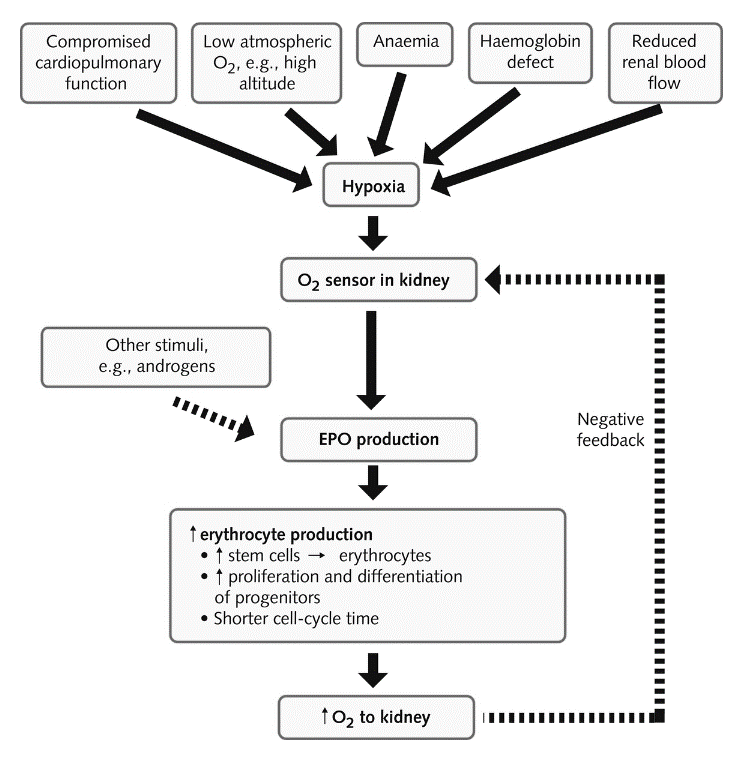 Compromised
cardiopulmonary
function
Low atmospheric
O2, e.g., high
altitude
Anaemia
Haemoglobin
defect
Reduced
renal blood
flow
Hypoxia
O2 sensor in kidney
Other stimuli,
e.g., androgens
EPO production
Negative
feedback
↑erythrocyte production
• ↑ stem cells → erythrocytes
• ↑ proliferation and differentiation
of progenitors
• Shorter cell-cycle time
↑O2 to kidney